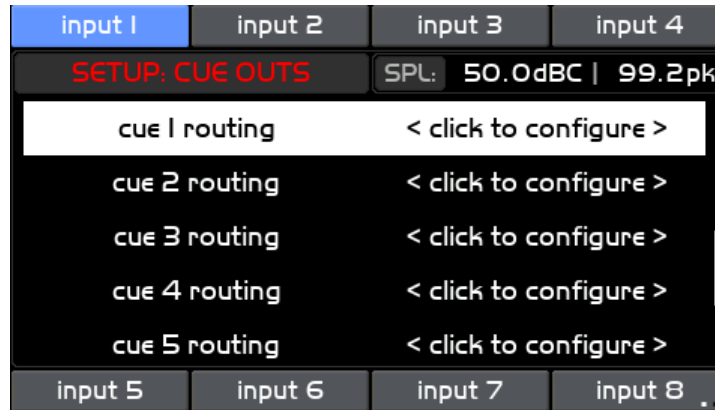 input 1 input 2 input 3 input 4
SETUP: CUE OUTS SPL: 50.0dBC | 99.2pk
cue 1 routing < click to configure >
cue 2 routing < click to configure >
cue 3 routing < click to configure >
cue 4 routing < click to configure >
cue 5 routing < click to configure >
input 5 input 6 input 7 input 8